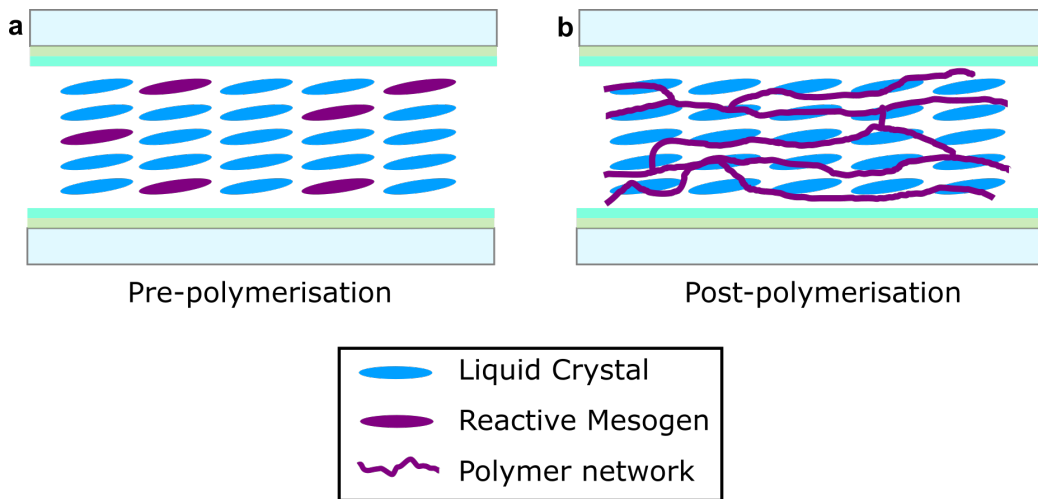 a
b
Pre-polymerisation
Post-polymerisation
Liquid Crystal
Reactive Mesogen
Polymer network